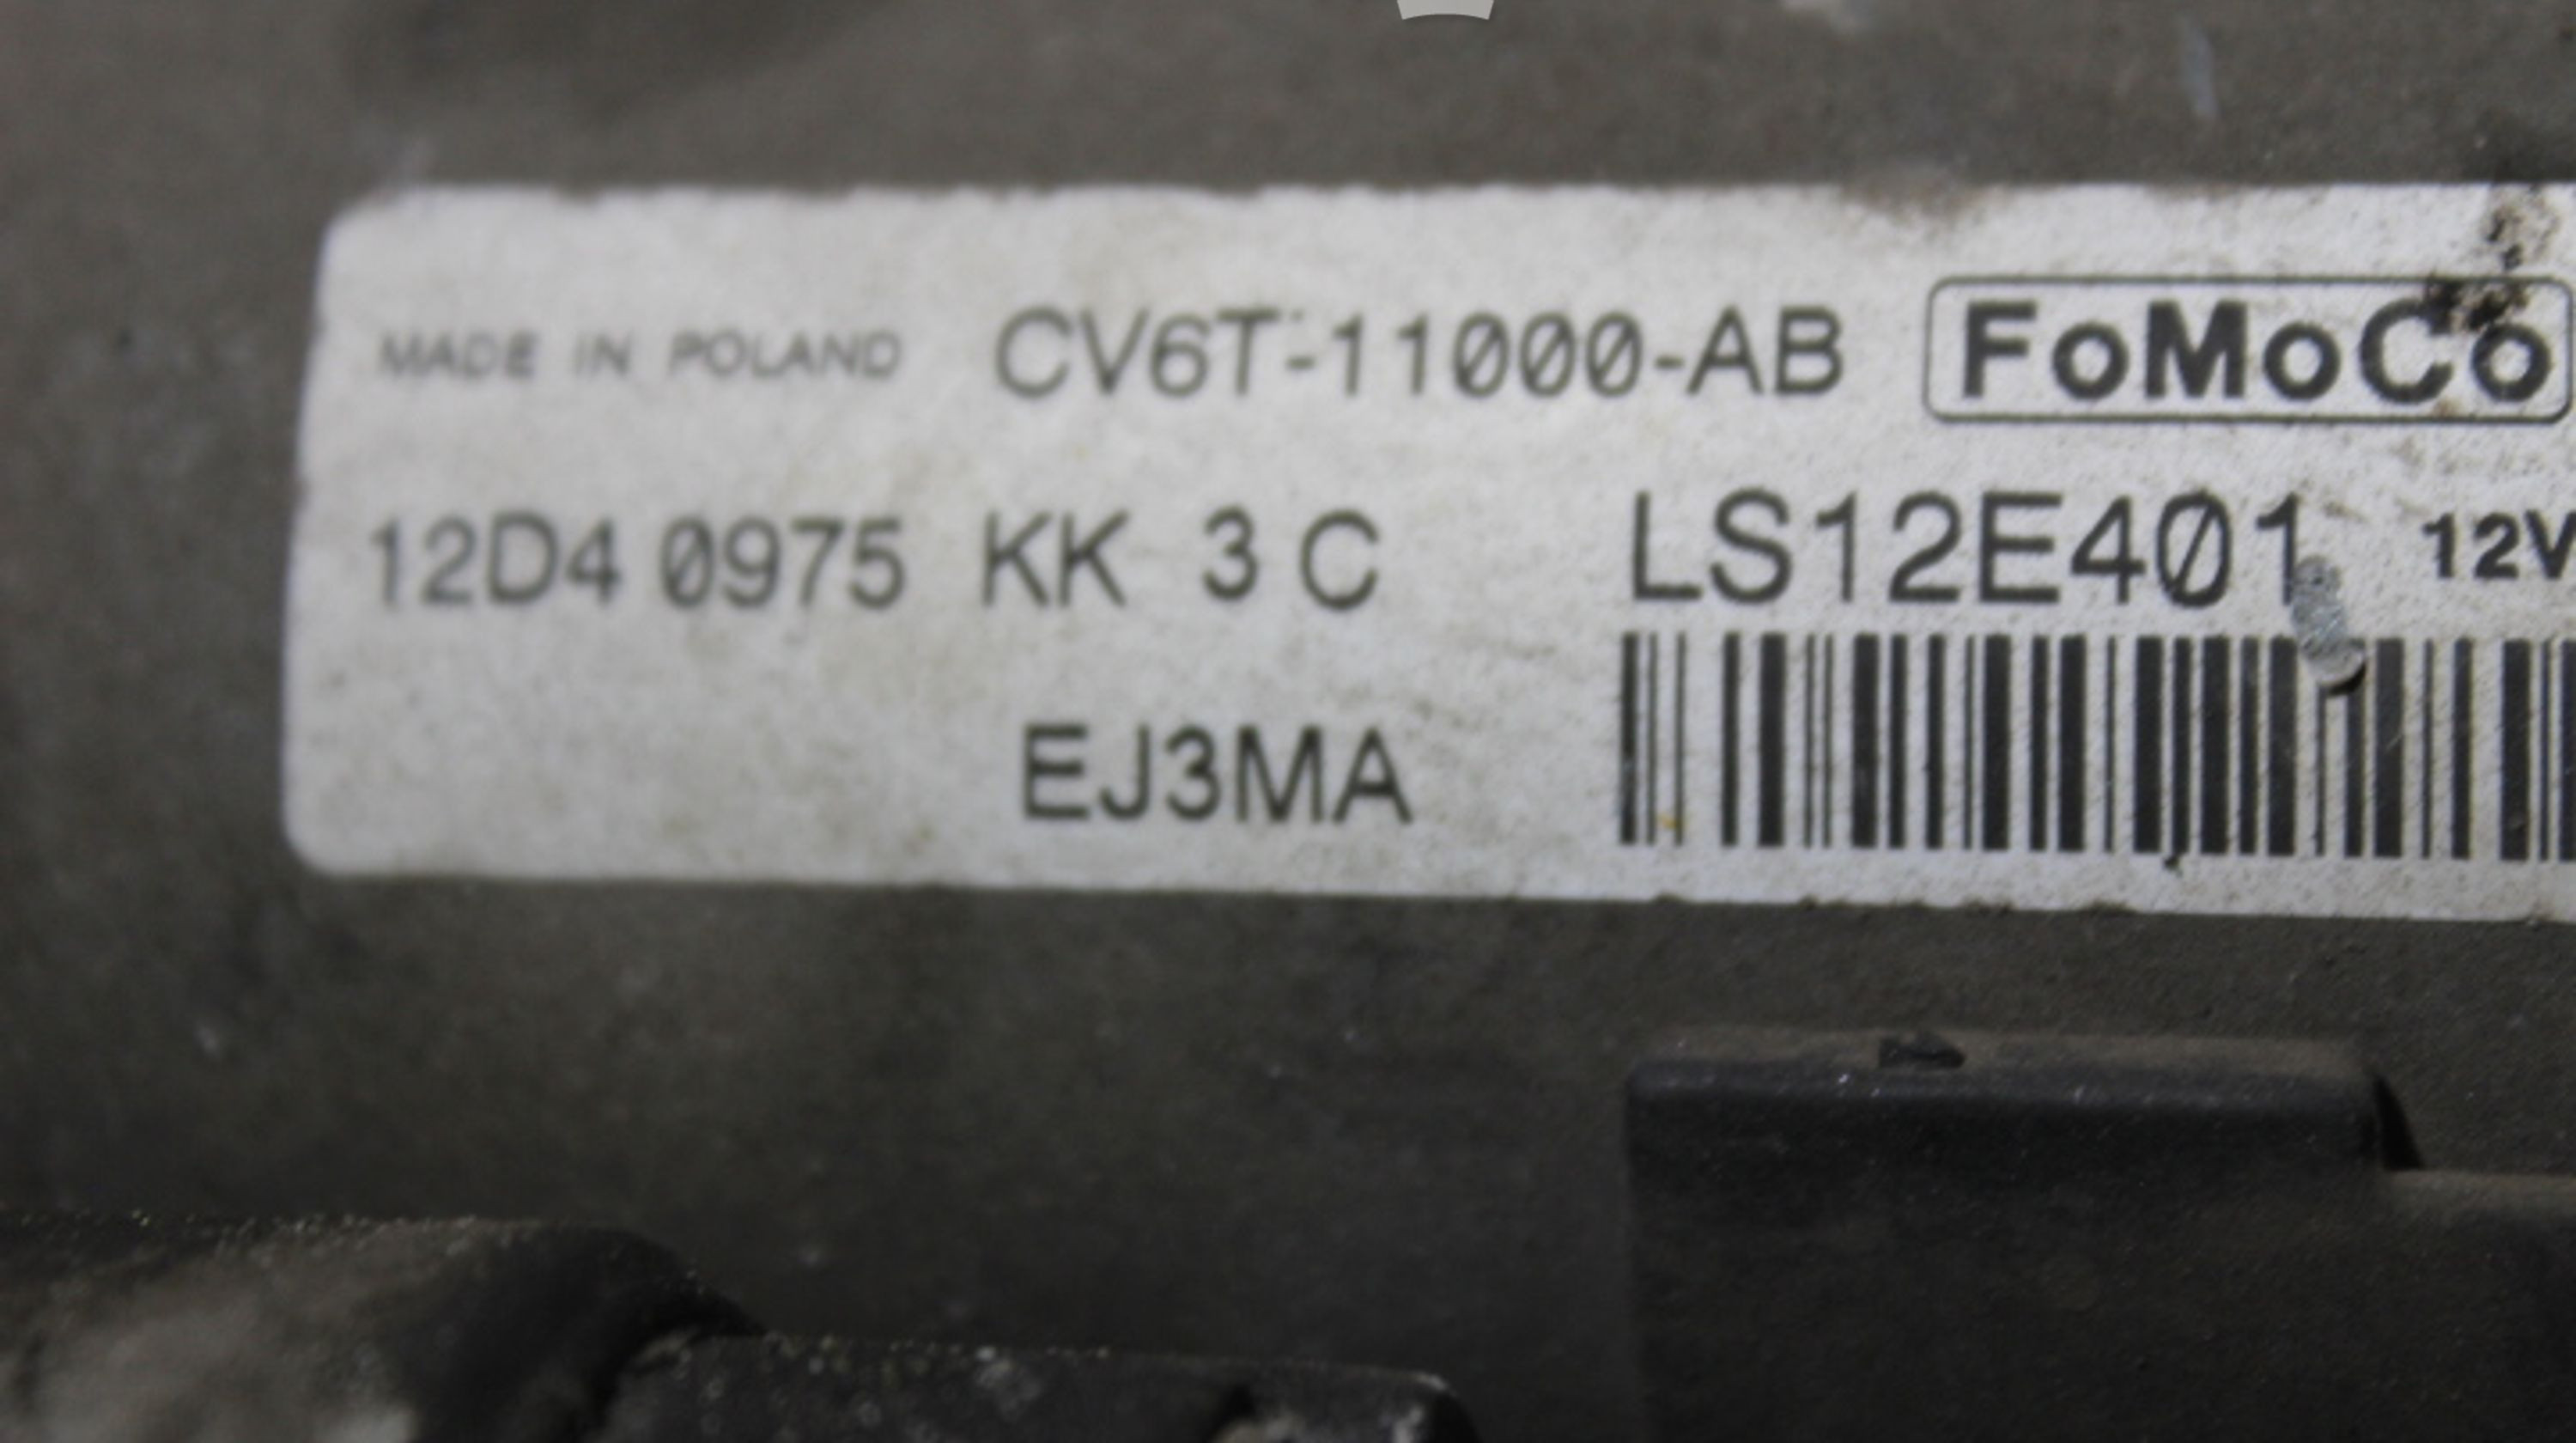 MADE IN POLAND CV6T-11000-AB FoMoCo
12D4 0975 KK 3 C LS12E401 12V
EJ3MA